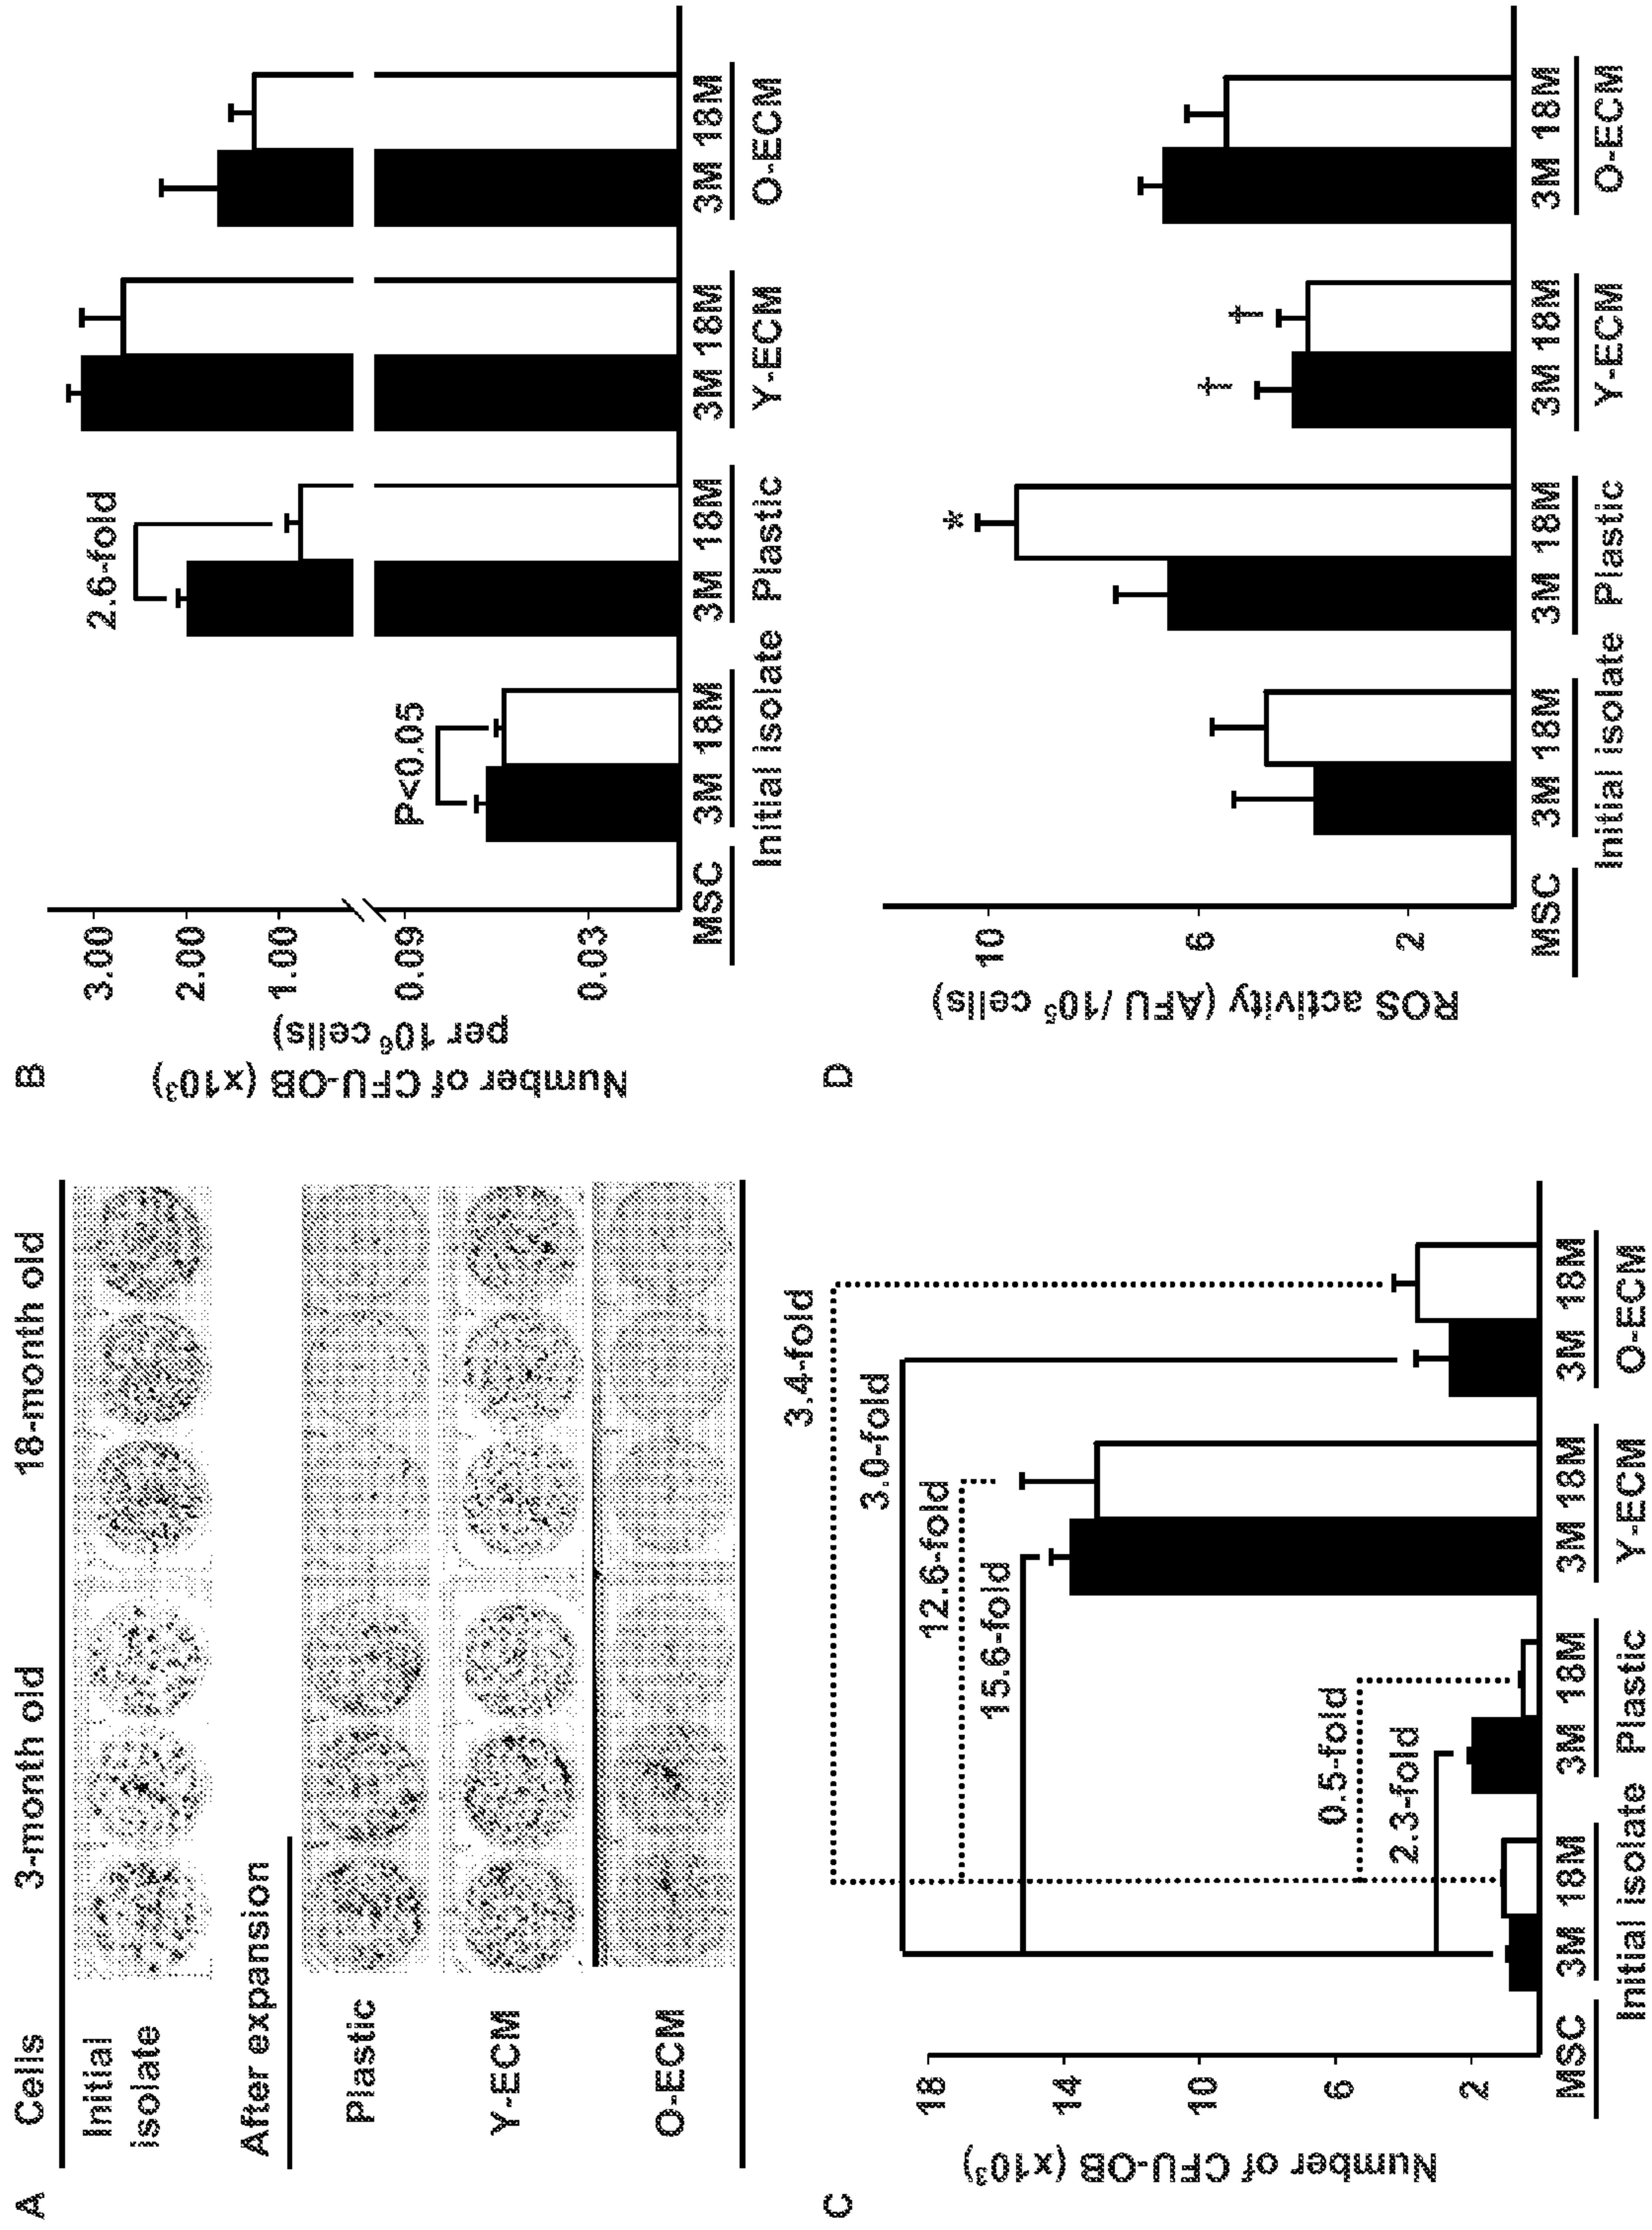 A
Cells 3-month old 18-month old
Initial
isolate
After expansion
Plastic
Y-ECM
O-ECM
B
Number of CFU-OB (x10³)
per 10⁶ cells)
3.00
2.00
1.00
0.09
0.03
2.6-fold
P<0.05
MSC 3M 18M 3M 18M 3M 18M 3M 18M
Initial isolate Plastic Y-ECM O-ECM
C
Number of CFU-OB (x10³)
18
14
10
6
2
3.4-fold
3.0-fold
12.6-fold
15.6-fold
0.5-fold
2.3-fold
MSC 3M 18M 3M 18M 3M 18M 3M 18M
Initial isolate Plastic Y-ECM O-ECM
D
ROS activity (AFU/10⁵ cells)
10
6
2
*
†
†
MSC 3M 18M 3M 18M 3M 18M 3M 18M
Initial isolate Plastic Y-ECM O-ECM